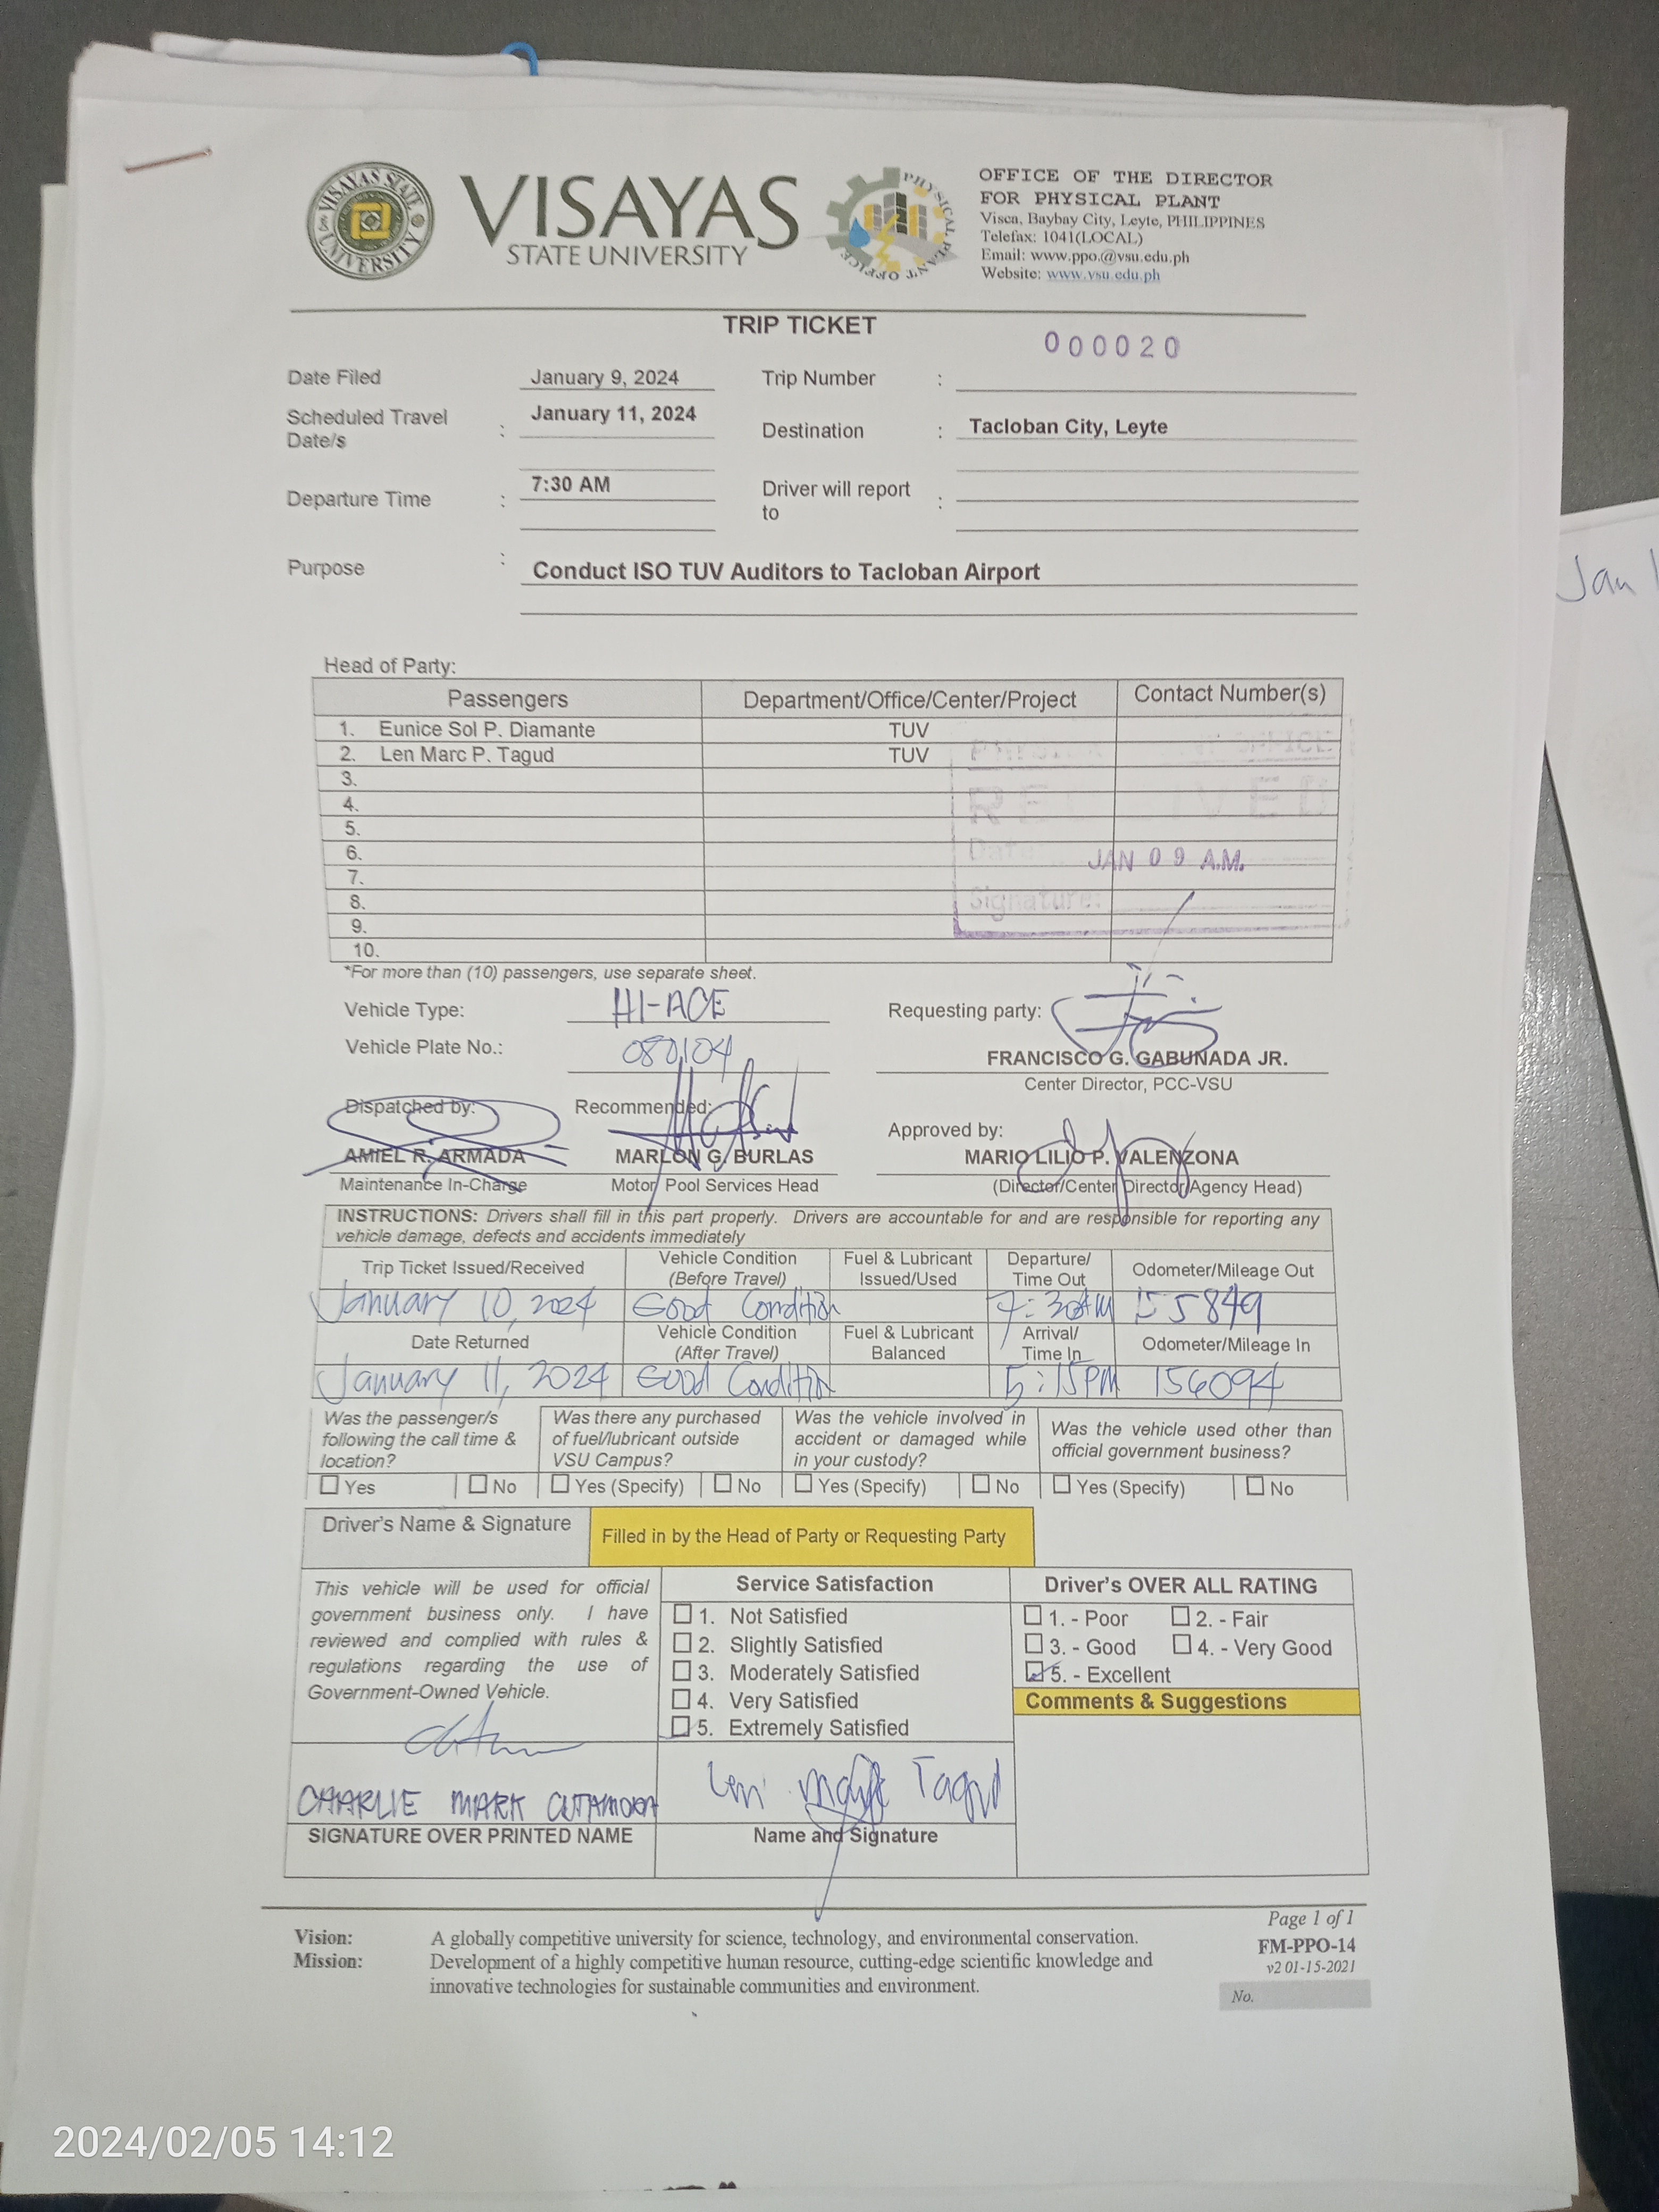 VISAYAS STATE UNIVERSITY
VISAYAS
STATE UNIVERSITY
PHYSICAL PLANT OFFICE
OFFICE OF THE DIRECTOR
FOR PHYSICAL PLANT
Visca, Baybay City, Leyte, PHILIPPINES
Telefax: 1041(LOCAL)
Email: www.ppo.@vsu.edu.ph
Website: www.vsu.edu.ph
TRIP TICKET
000020
Date Filed January 9, 2024 Trip Number :
Scheduled Travel Date/s : January 11, 2024 Destination : Tacloban City, Leyte
Departure Time : 7:30 AM Driver will report to :
Purpose : Conduct ISO TUV Auditors to Tacloban Airport
Head of Party:
Passengers Department/Office/Center/Project Contact Number(s)
1. Eunice Sol P. Diamante TUV
2. Len Marc P. Tagud TUV
3.
4.
5.
6.
7.
8.
9.
10.
OFFICE
RECEIVED
Date
JAN 09 A.M.
Signature:
*For more than (10) passengers, use separate sheet.
Vehicle Type: HI-ACE Requesting party:
Vehicle Plate No.: 080104 FRANCISCO G. GABUNADA JR.
Center Director, PCC-VSU
Dispatched by: Recommended: Approved by:
AMIEL R. ARMADA MARLON G. BURLAS MARIO LILIO P. VALENZONA
Maintenance In-Charge Motor Pool Services Head (Director/Center Director/Agency Head)
INSTRUCTIONS: Drivers shall fill in this part properly. Drivers are accountable for and are responsible for reporting any
vehicle damage, defects and accidents immediately
Trip Ticket Issued/Received Vehicle Condition (Before Travel) Fuel & Lubricant Issued/Used Departure/ Time Out Odometer/Mileage Out
January 10, 2024 Good Condition 7:30AM 155849
Date Returned Vehicle Condition (After Travel) Fuel & Lubricant Balanced Arrival/ Time In Odometer/Mileage In
January 11, 2024 Good Condition 5:15PM 156094
Was the passenger/s following the call time & location? Was there any purchased of fuel/lubricant outside VSU Campus? Was the vehicle involved in accident or damaged while in your custody? Was the vehicle used other than official government business?
Yes No Yes (Specify) No Yes (Specify) No Yes (Specify) No
Driver's Name & Signature Filled in by the Head of Party or Requesting Party
This vehicle will be used for official
government business only. I have
reviewed and complied with rules &
regulations regarding the use of
Government-Owned Vehicle.
Service Satisfaction
1. Not Satisfied
2. Slightly Satisfied
3. Moderately Satisfied
4. Very Satisfied
5. Extremely Satisfied
Driver's OVER ALL RATING
1. - Poor 2. - Fair
3. - Good 4. - Very Good
5. - Excellent
Comments & Suggestions
CHARLIE MARK Tagud
SIGNATURE OVER PRINTED NAME Name and Signature
Vision: A globally competitive university for science, technology, and environmental conservation.
Mission: Development of a highly competitive human resource, cutting-edge scientific knowledge and
innovative technologies for sustainable communities and environment.
Page 1 of 1
FM-PPO-14
v2 01-15-2021
No.
Jan
2024/02/05 14:12